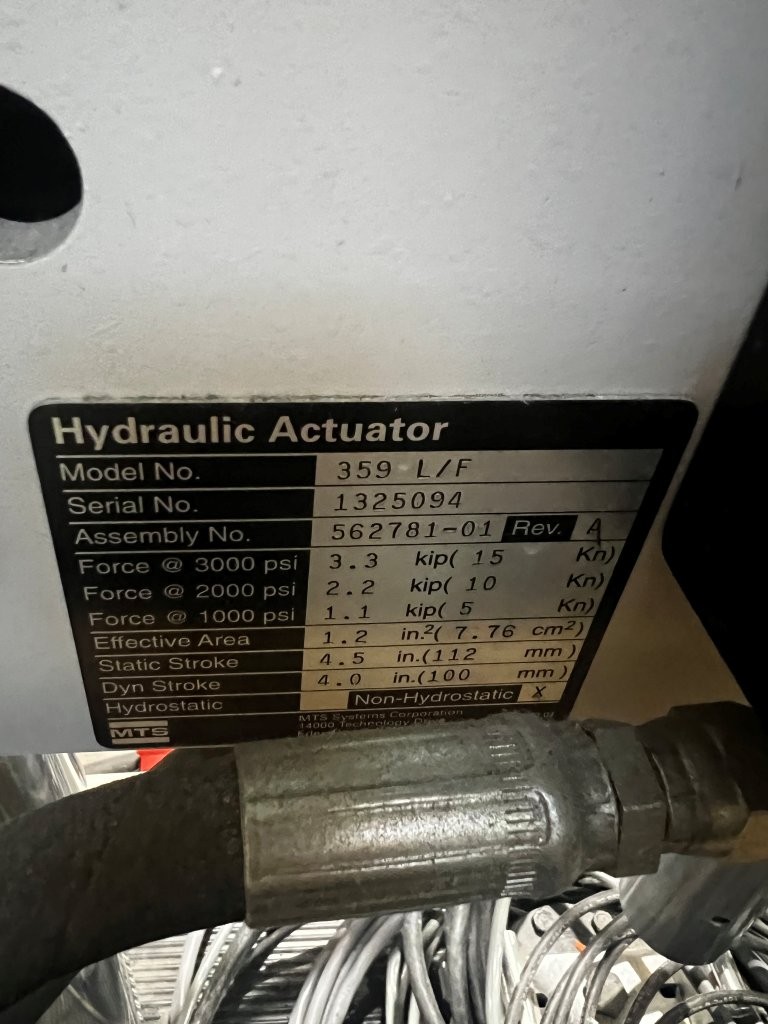 Hydraulic Actuator
Model No. 359 L/F
Serial No. 1325094
Assembly No. 562781-01 Rev. A
Force @ 3000 psi 3.3 kip( 15 Kn)
Force @ 2000 psi 2.2 kip( 10 Kn)
Force @ 1000 psi 1.1 kip( 5 Kn)
Effective Area 1.2 in.²( 7.76 cm²)
Static Stroke 4.5 in.(112 mm)
Dyn Stroke 4.0 in.(100 mm)
Hydrostatic Non-Hydrostatic X
MTS MTS Systems Corporation
14000 Technology Drive